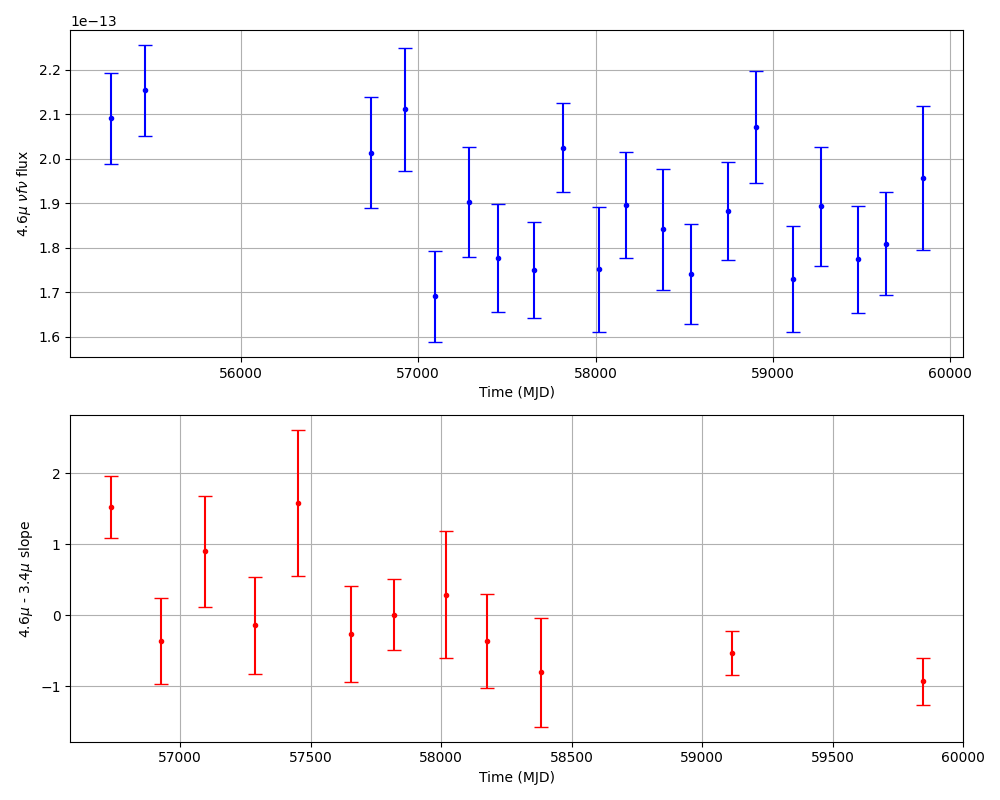 1e−13
4.6μ νfν flux
2.2
2.1
2.0
1.9
1.8
1.7
1.6
56000 57000 58000 59000 60000
Time (MJD)
4.6μ - 3.4μ slope
2
1
0
−1
57000 57500 58000 58500 59000 59500 60000
Time (MJD)